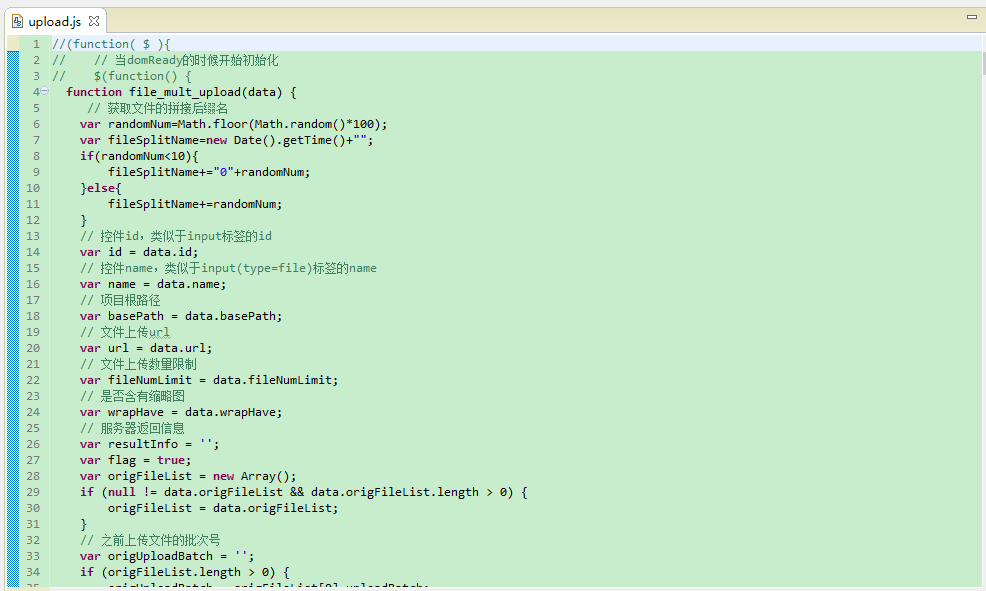 upload.js
1 //(function( $ ){
2 //    // 当domReady的时候开始初始化
3 //    $(function() {
4   function file_mult_upload(data) {
5      // 获取文件的拼接后缀名
6     var randomNum=Math.floor(Math.random()*100);
7     var fileSplitName=new Date().getTime()+"";
8     if(randomNum<10){
9         fileSplitName+="0"+randomNum;
10     }else{
11         fileSplitName+=randomNum;
12     }
13     // 控件id，类似于input标签的id
14     var id = data.id;
15     // 控件name，类似于input(type=file)标签的name
16     var name = data.name;
17     // 项目根路径
18     var basePath = data.basePath;
19     // 文件上传url
20     var url = data.url;
21     // 文件上传数量限制
22     var fileNumLimit = data.fileNumLimit;
23     // 是否含有缩略图
24     var wrapHave = data.wrapHave;
25     // 服务器返回信息
26     var resultInfo = '';
27     var flag = true;
28     var origFileList = new Array();
29     if (null != data.origFileList && data.origFileList.length > 0) {
30         origFileList = data.origFileList;
31     }
32     // 之前上传文件的批次号
33     var origUploadBatch = '';
34     if (origFileList.length > 0) {